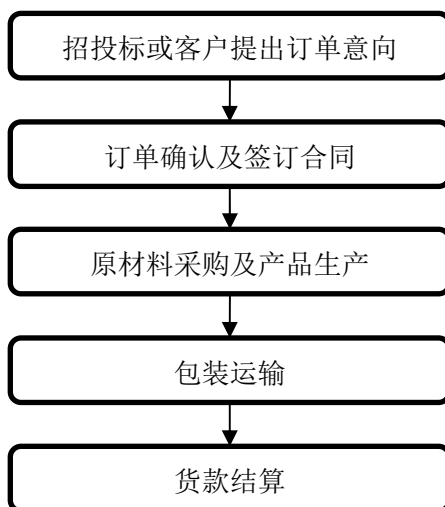 招投标或客户提出订单意向
订单确认及签订合同
原材料采购及产品生产
包装运输
货款结算